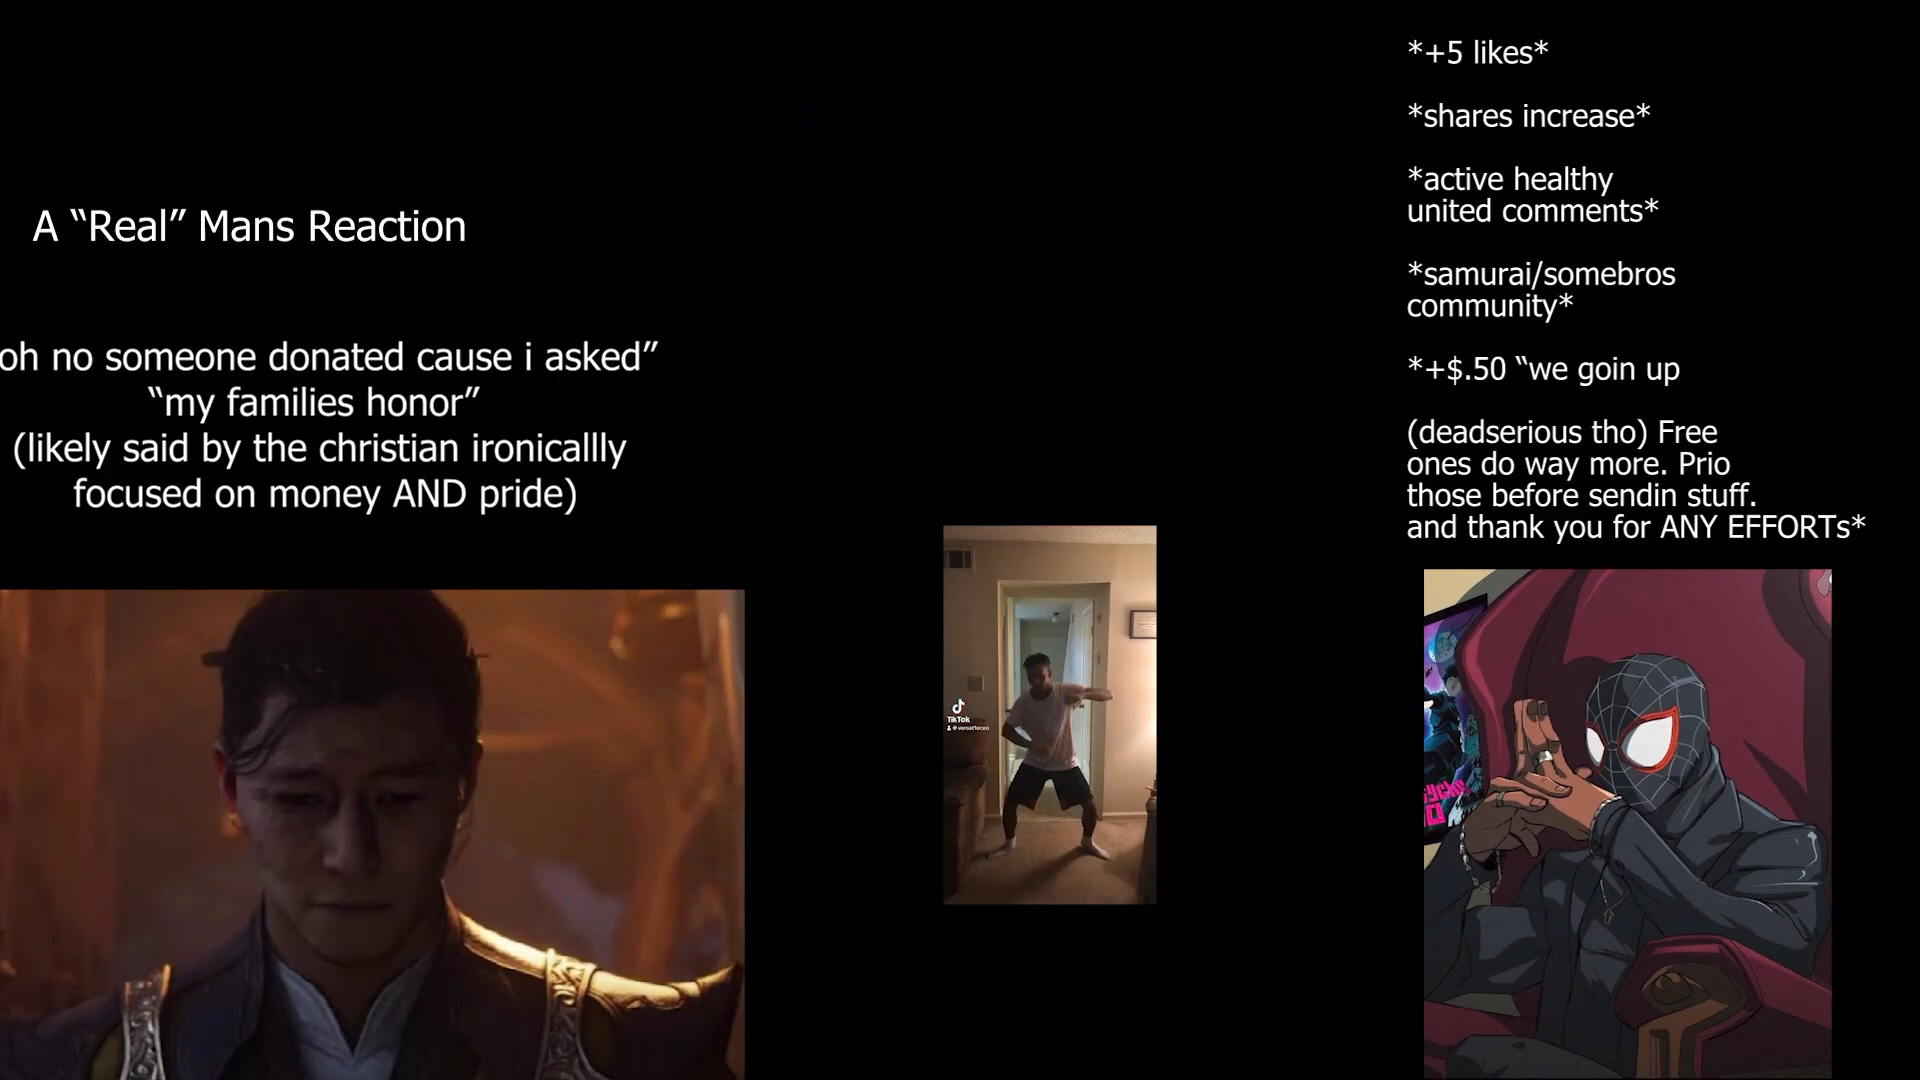 A “Real” Mans Reaction
oh no someone donated cause i asked”
“my families honor”
(likely said by the christian ironicallly
focused on money AND pride)
*+5 likes*
*shares increase*
*active healthy
united comments*
*samurai/somebros
community*
*+$.50 “we goin up
(deadserious tho) Free
ones do way more. Prio
those before sendin stuff.
and thank you for ANY EFFORTs*
TikTok